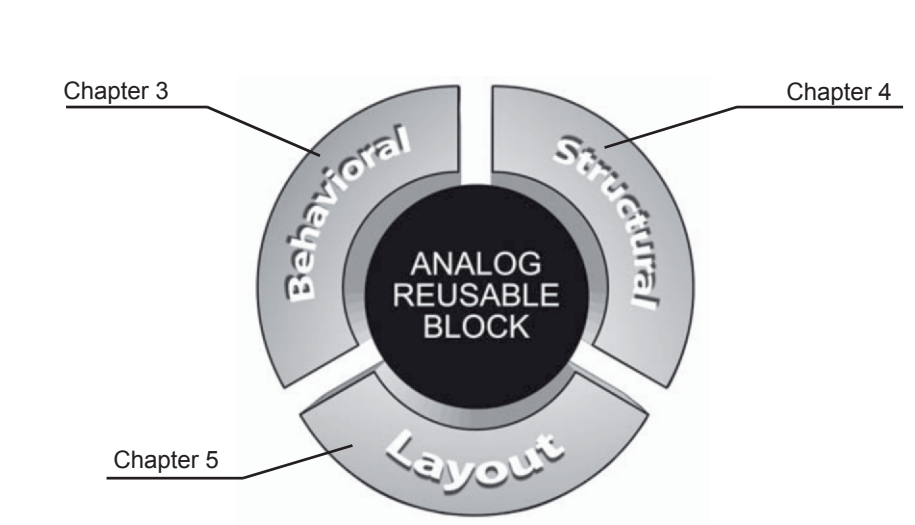 Chapter 3
Chapter 4
Behavioral
Structural
ANALOG
REUSABLE
BLOCK
Layout
Chapter 5